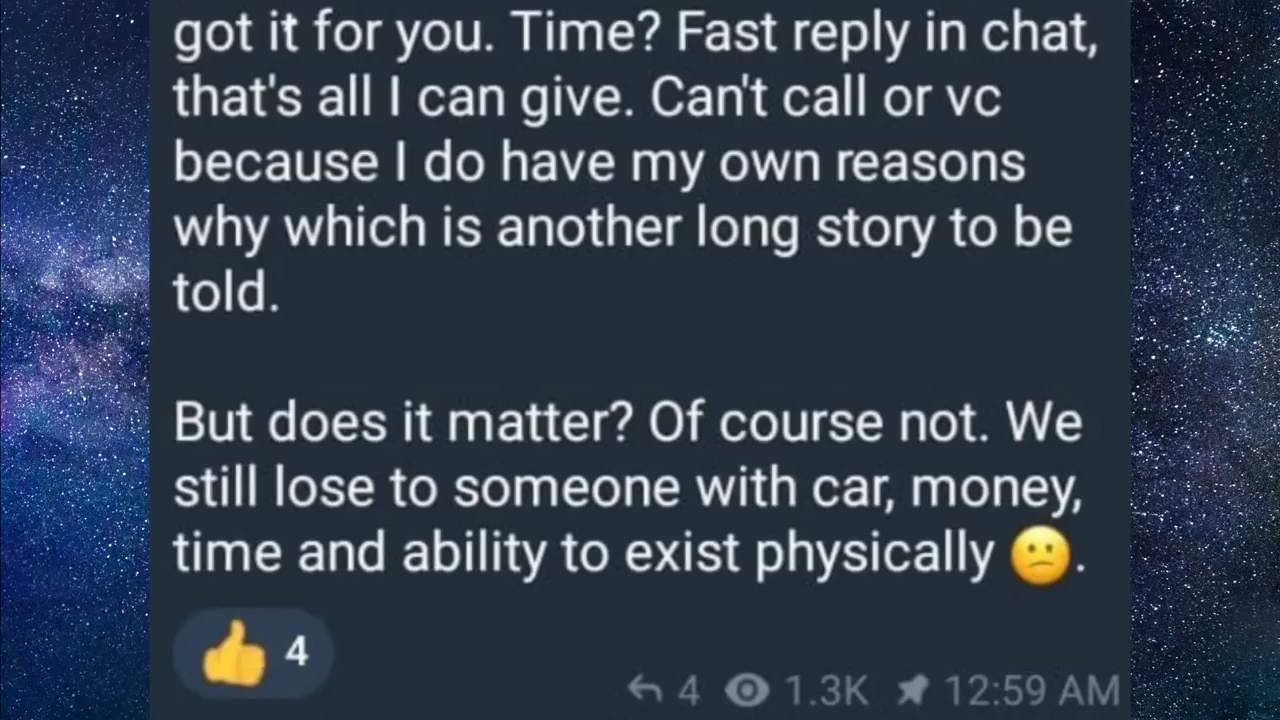 got it for you. Time? Fast reply in chat,
that's all I can give. Can't call or vc
because I do have my own reasons
why which is another long story to be
told.
But does it matter? Of course not. We
still lose to someone with car, money,
time and ability to exist physically 😕.
👍 4
4 1.3K 12:59 AM